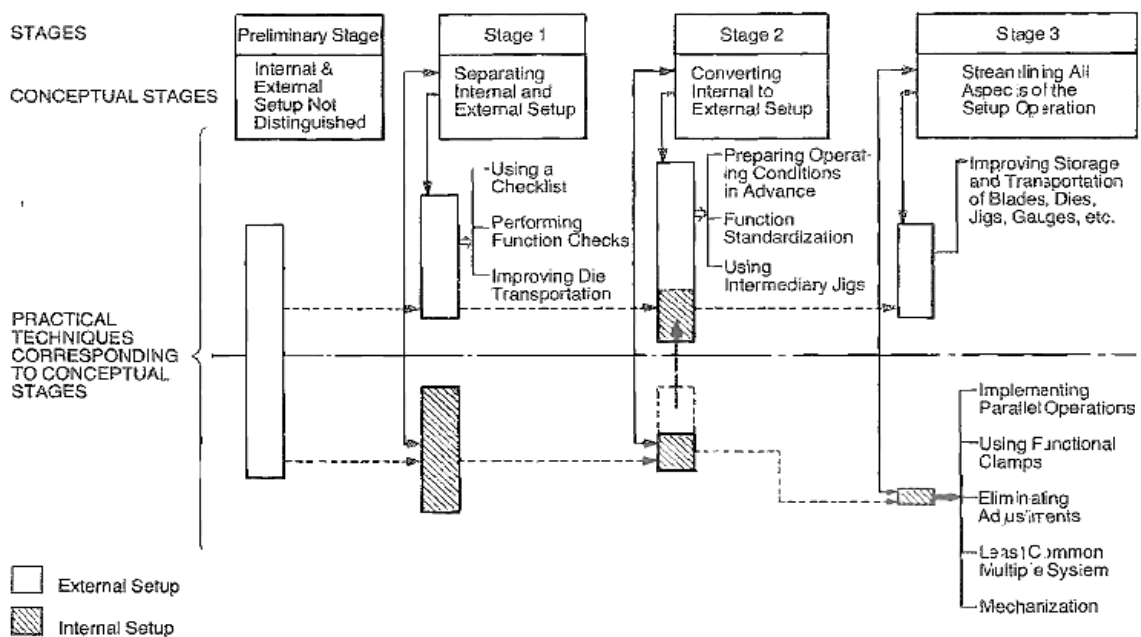 STAGES
Preliminary Stage
Stage 1
Stage 2
Stage 3
CONCEPTUAL STAGES
Internal &
External
Setup Not
Distinguished
Separating
Internal and
External Setup
Converting
Internal to
External Setup
Streamlining All
Aspects of the
Setup Operation
Using a
Checklist
Performing
Function Checks
Improving Die
Transportation
Preparing Operat-
ing Conditions
in Advance
Function
Standardization
Using
Intermediary Jigs
Improving Storage
and Transportation
of Blades, Dies,
Jigs, Gauges, etc.
PRACTICAL
TECHNIQUES
CORRESPONDING
TO CONCEPTUAL
STAGES
Implementing
Parallel Operations
Using Functional
Clamps
Eliminating
Adjustments
Least Common
Multiple System
Mechanization
External Setup
Internal Setup